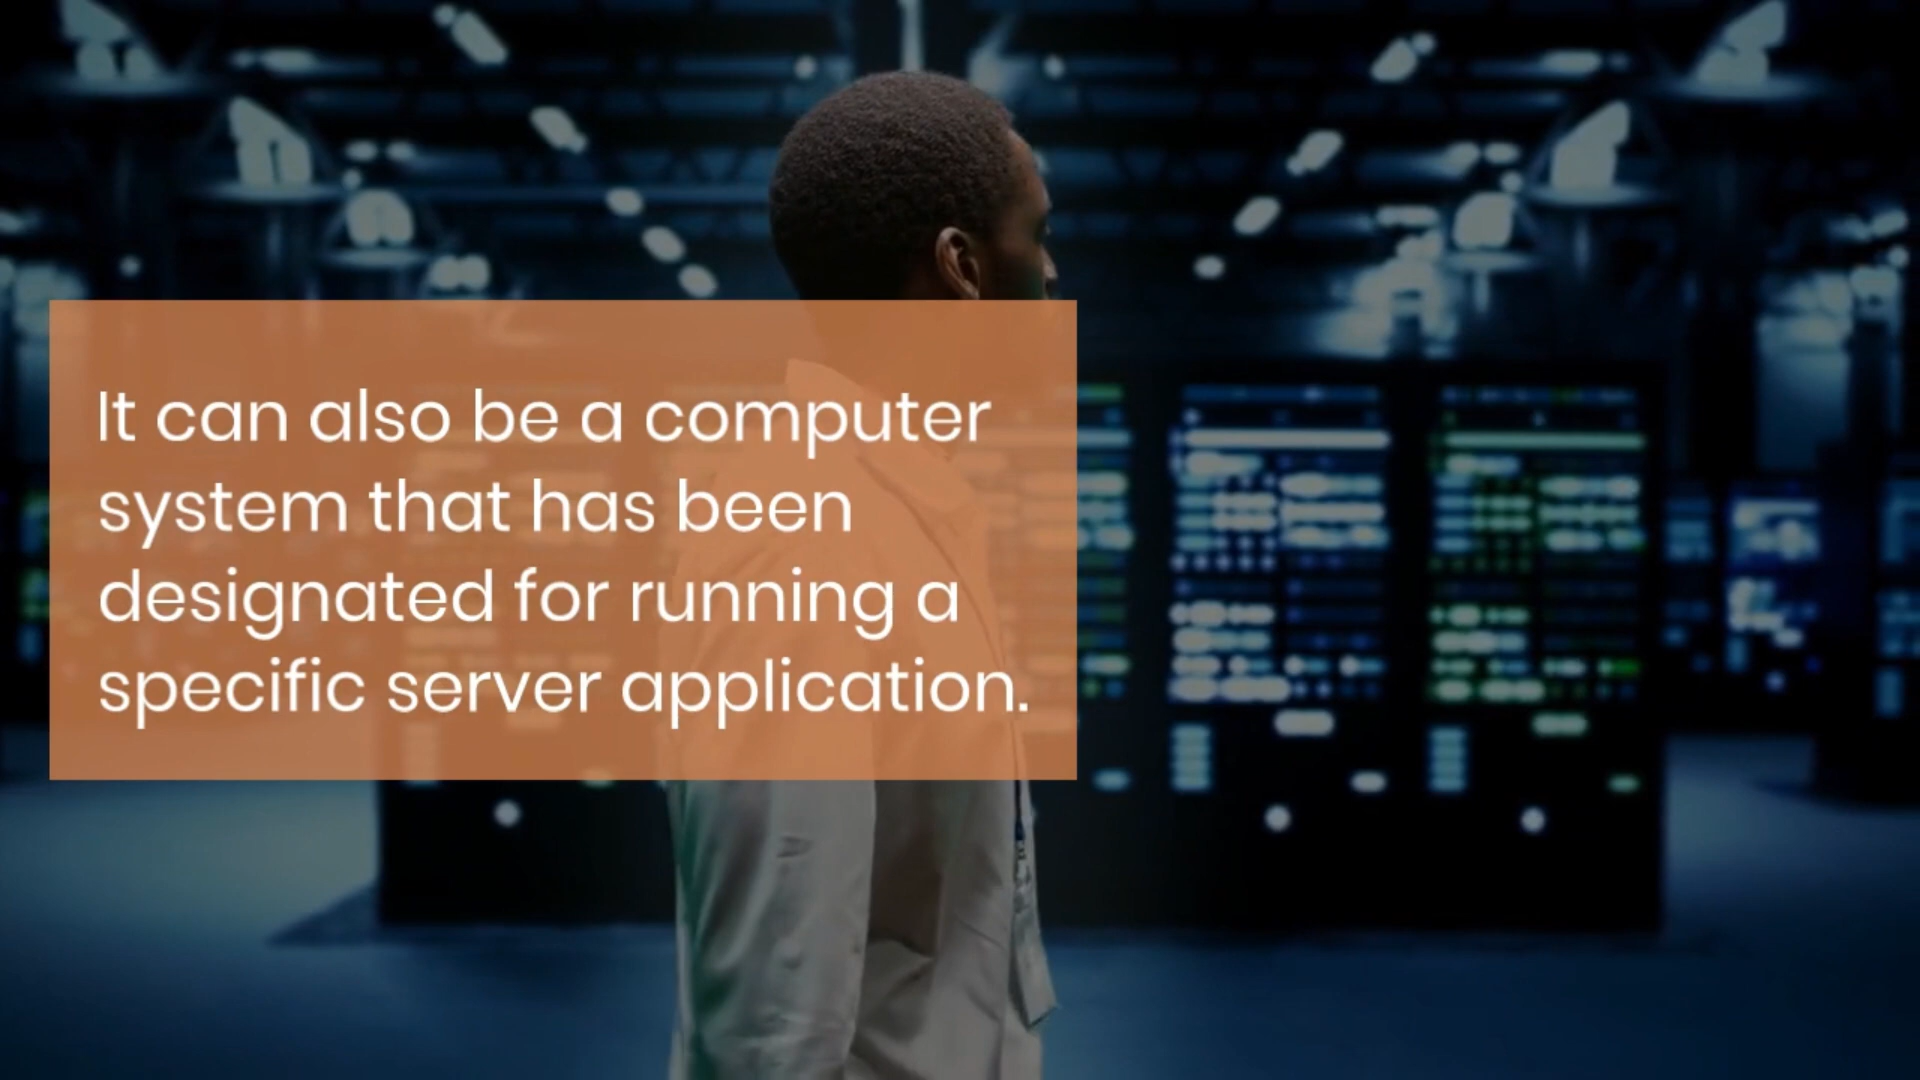 It can also be a computer
system that has been
designated for running a
specific server application.